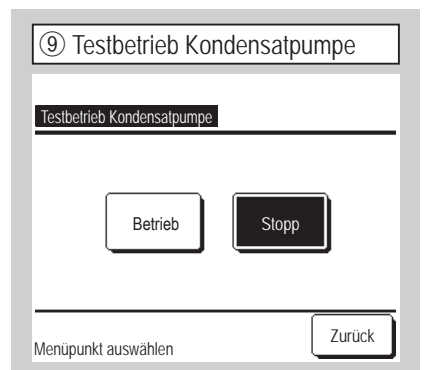 ⑨ Testbetrieb Kondensatpumpe
Testbetrieb Kondensatpumpe
Betrieb Stopp
Zurück
Menüpunkt auswählen